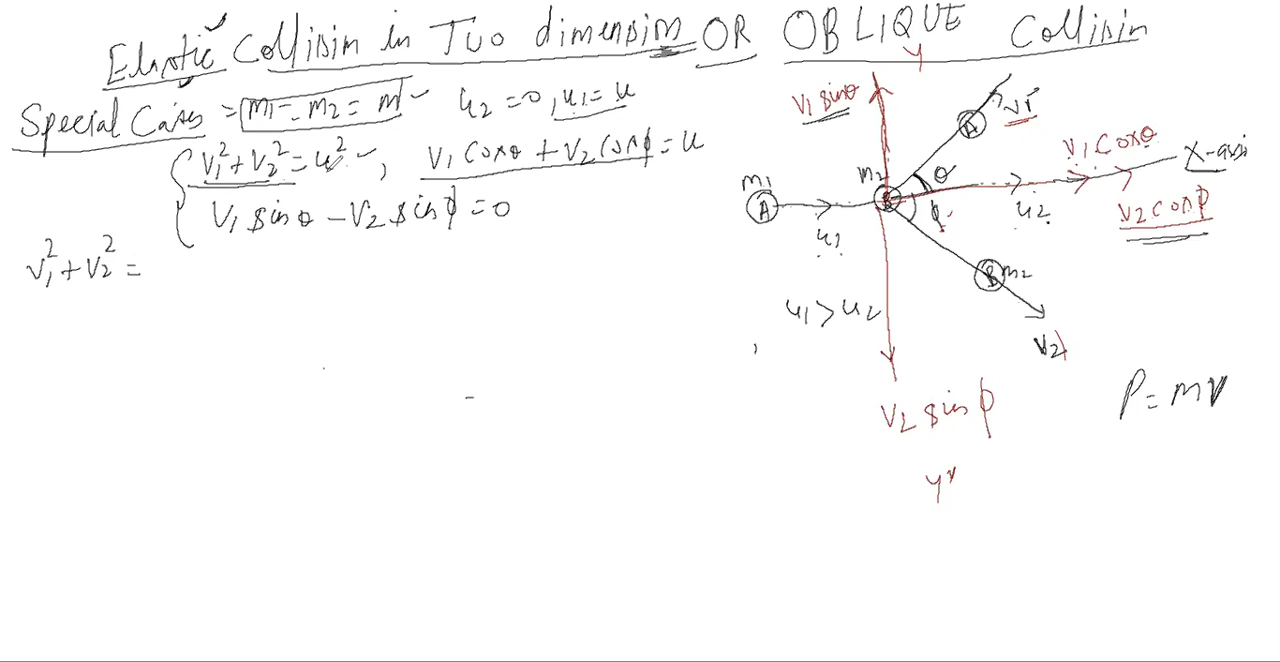 Elastic Collision in Two dimension OR OBLIQUE Collision
Special Cases = m1 = m2 = m u2 = 0, u1 = u
v1² + v2² = u², v1 cosθ + v2 cosϕ = u
v1 sinθ - v2 sinϕ = 0
v1² + v2² =
y
v1 sinθ
A
v1
v1 cosθ
X-axis
m1
m2
θ
A
B
u1
ϕ
u2
v2 cosϕ
B m2
u1 > u2
v2
v2 sinϕ
P = mv
y'